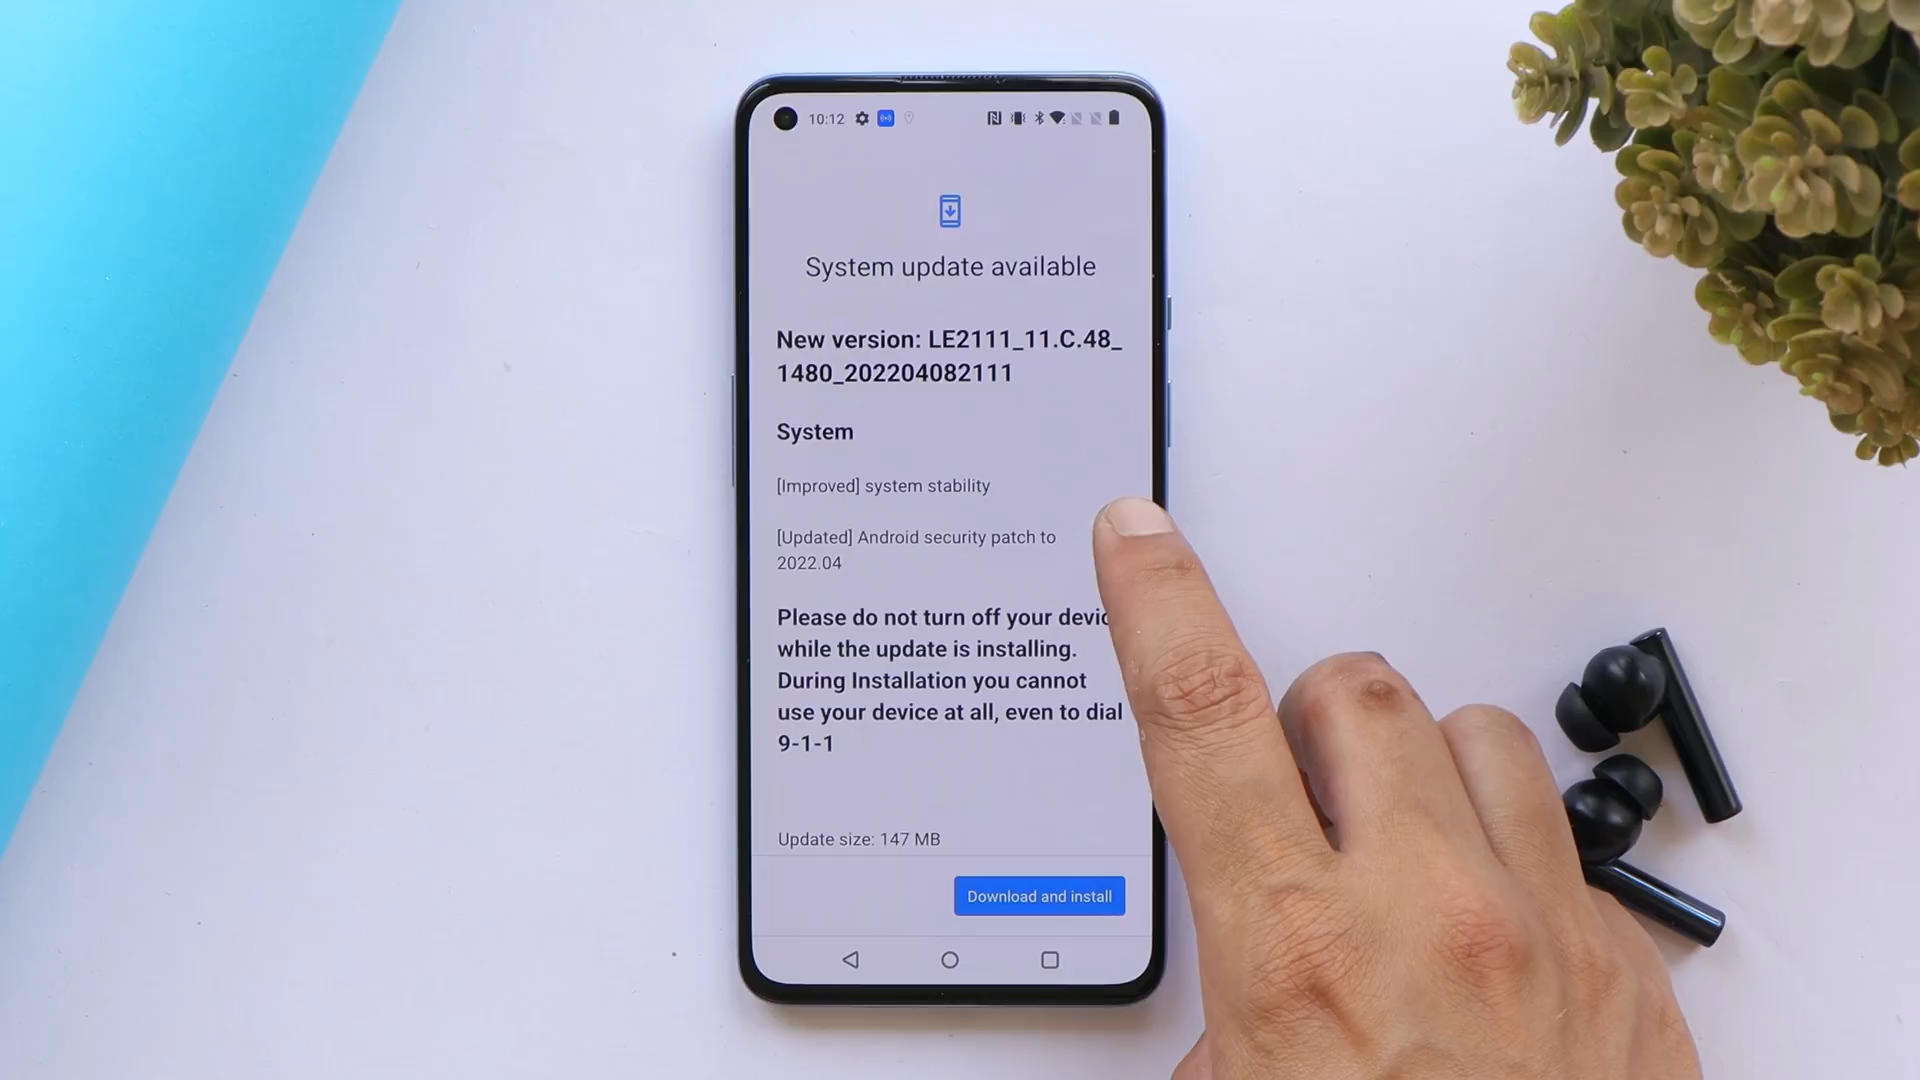 10:12
System update available
New version: LE2111_11.C.48_
1480_202204082111
System
[Improved] system stability
[Updated] Android security patch to
2022.04
Please do not turn off your
while the update is installing.
During Installation you cannot
use your device at all, even to dial
9-1-1
Update size: 147 MB
Download and install